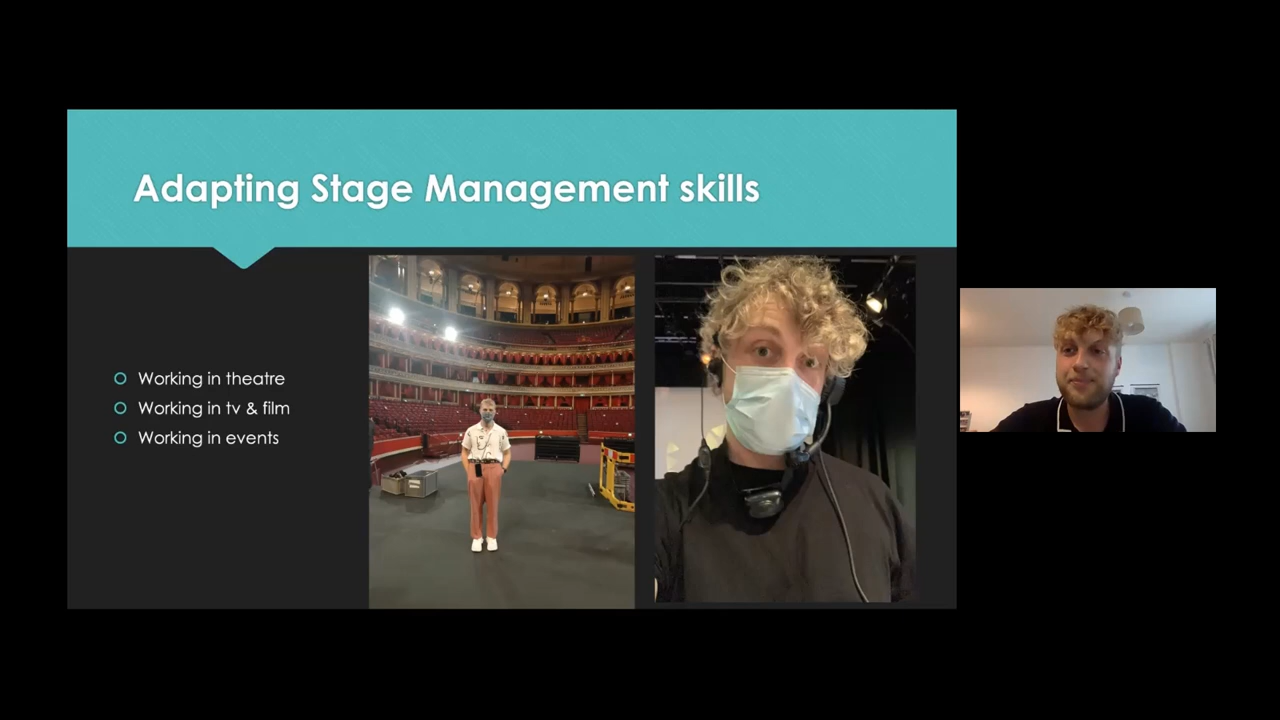 Adapting Stage Management skills
Working in theatre
Working in tv & film
Working in events